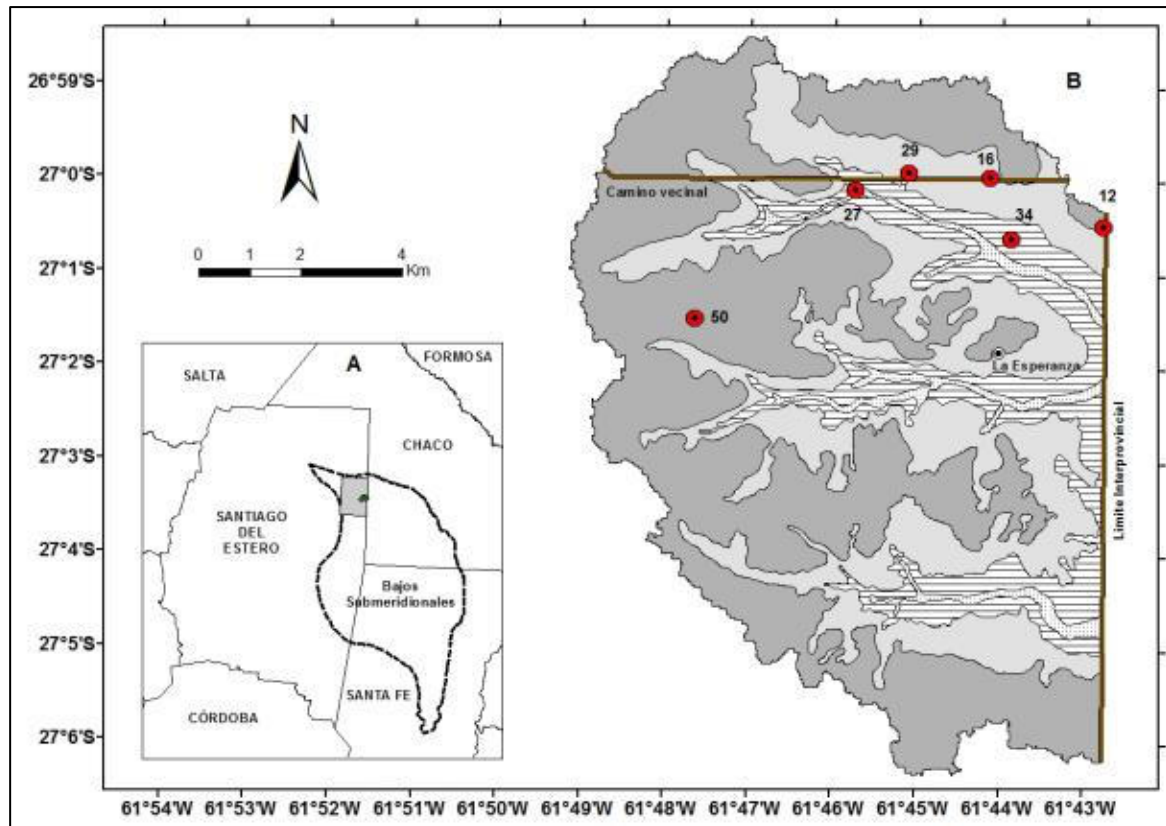 B
26°59'S
27°0'S
27°1'S
27°2'S
27°3'S
27°4'S
27°5'S
27°6'S
N
0 1 2 4
Km
29
16
12
Camino vecinal
27
34
50
La Esperanza
Limite Interprovincial
A
FORMOSA
SALTA
CHACO
SANTIAGO
DEL
ESTERO
Bajos
Submeridionales
SANTA FE
CÓRDOBA
61°54'W 61°53'W 61°52'W 61°51'W 61°50'W 61°49'W 61°48'W 61°47'W 61°46'W 61°45'W 61°44'W 61°43'W